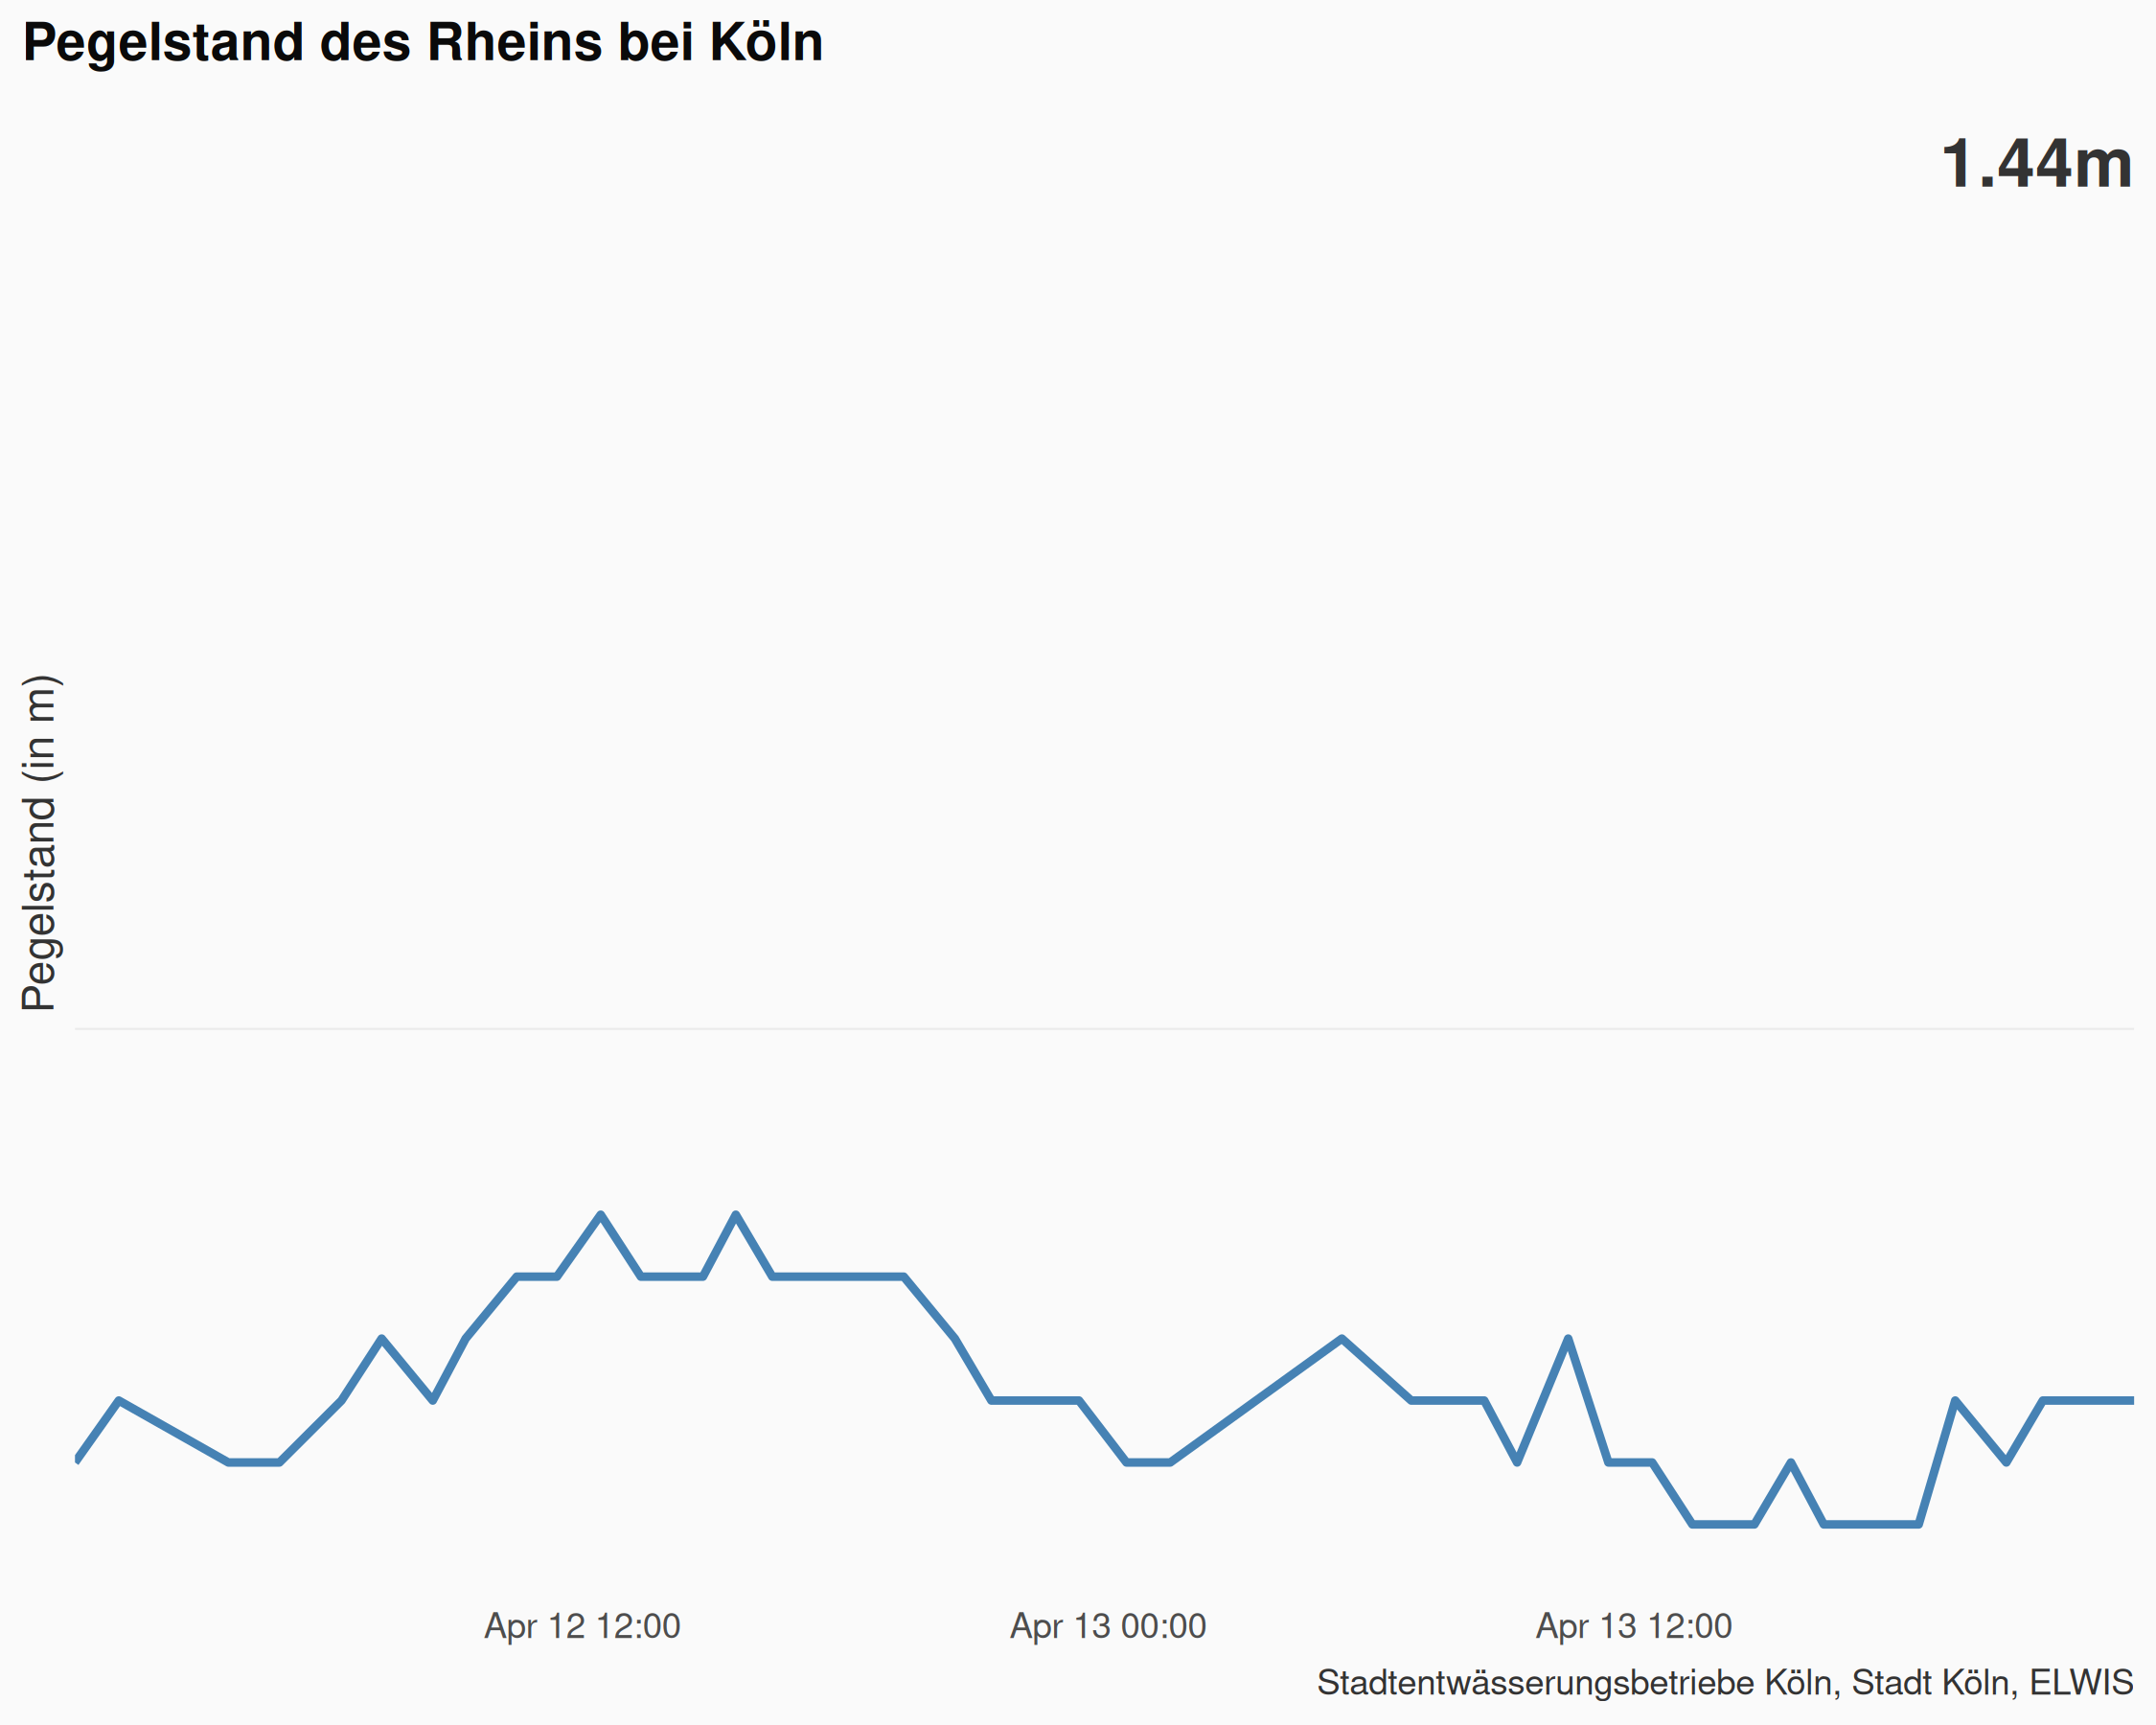 Pegelstand des Rheins bei Köln
1.44m
Pegelstand (in m)
Apr 12 12:00 Apr 13 00:00 Apr 13 12:00
Stadtentwässerungsbetriebe Köln, Stadt Köln, ELWIS